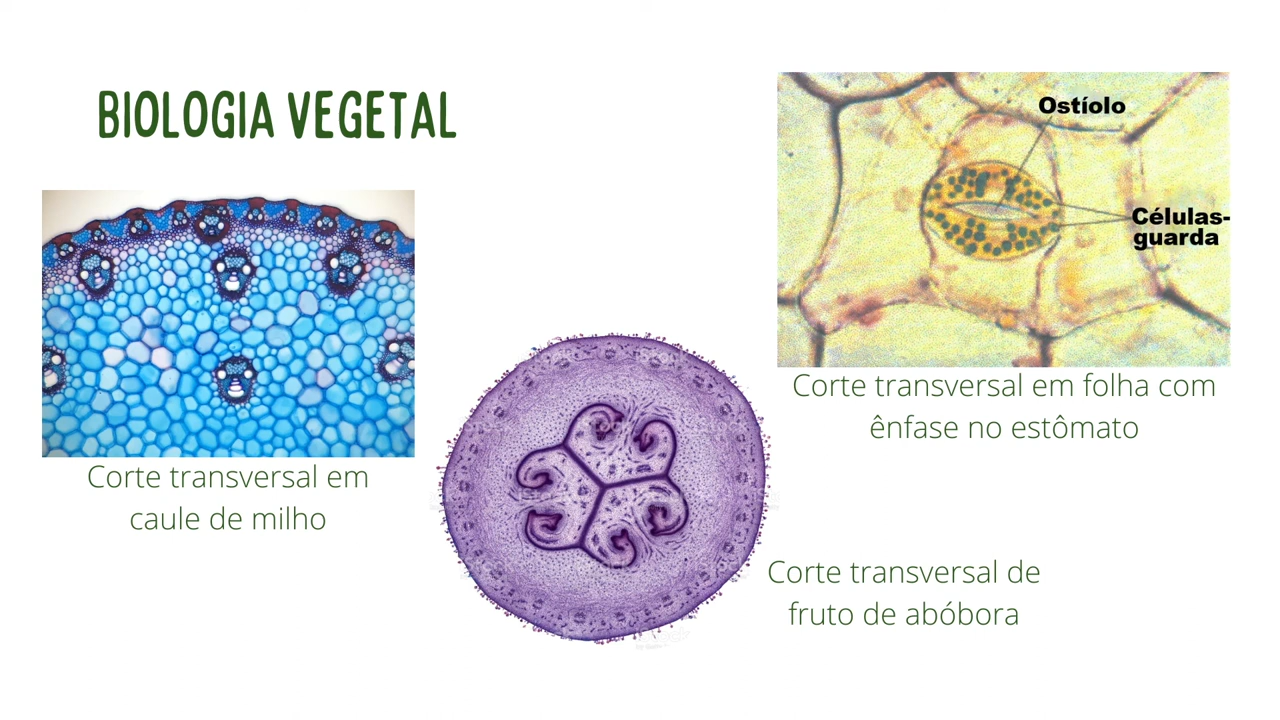 BIOLOGIA VEGETAL
Ostíolo
Células-
guarda
Corte transversal em folha com
ênfase no estômato
Corte transversal em
caule de milho
Corte transversal de
fruto de abóbora